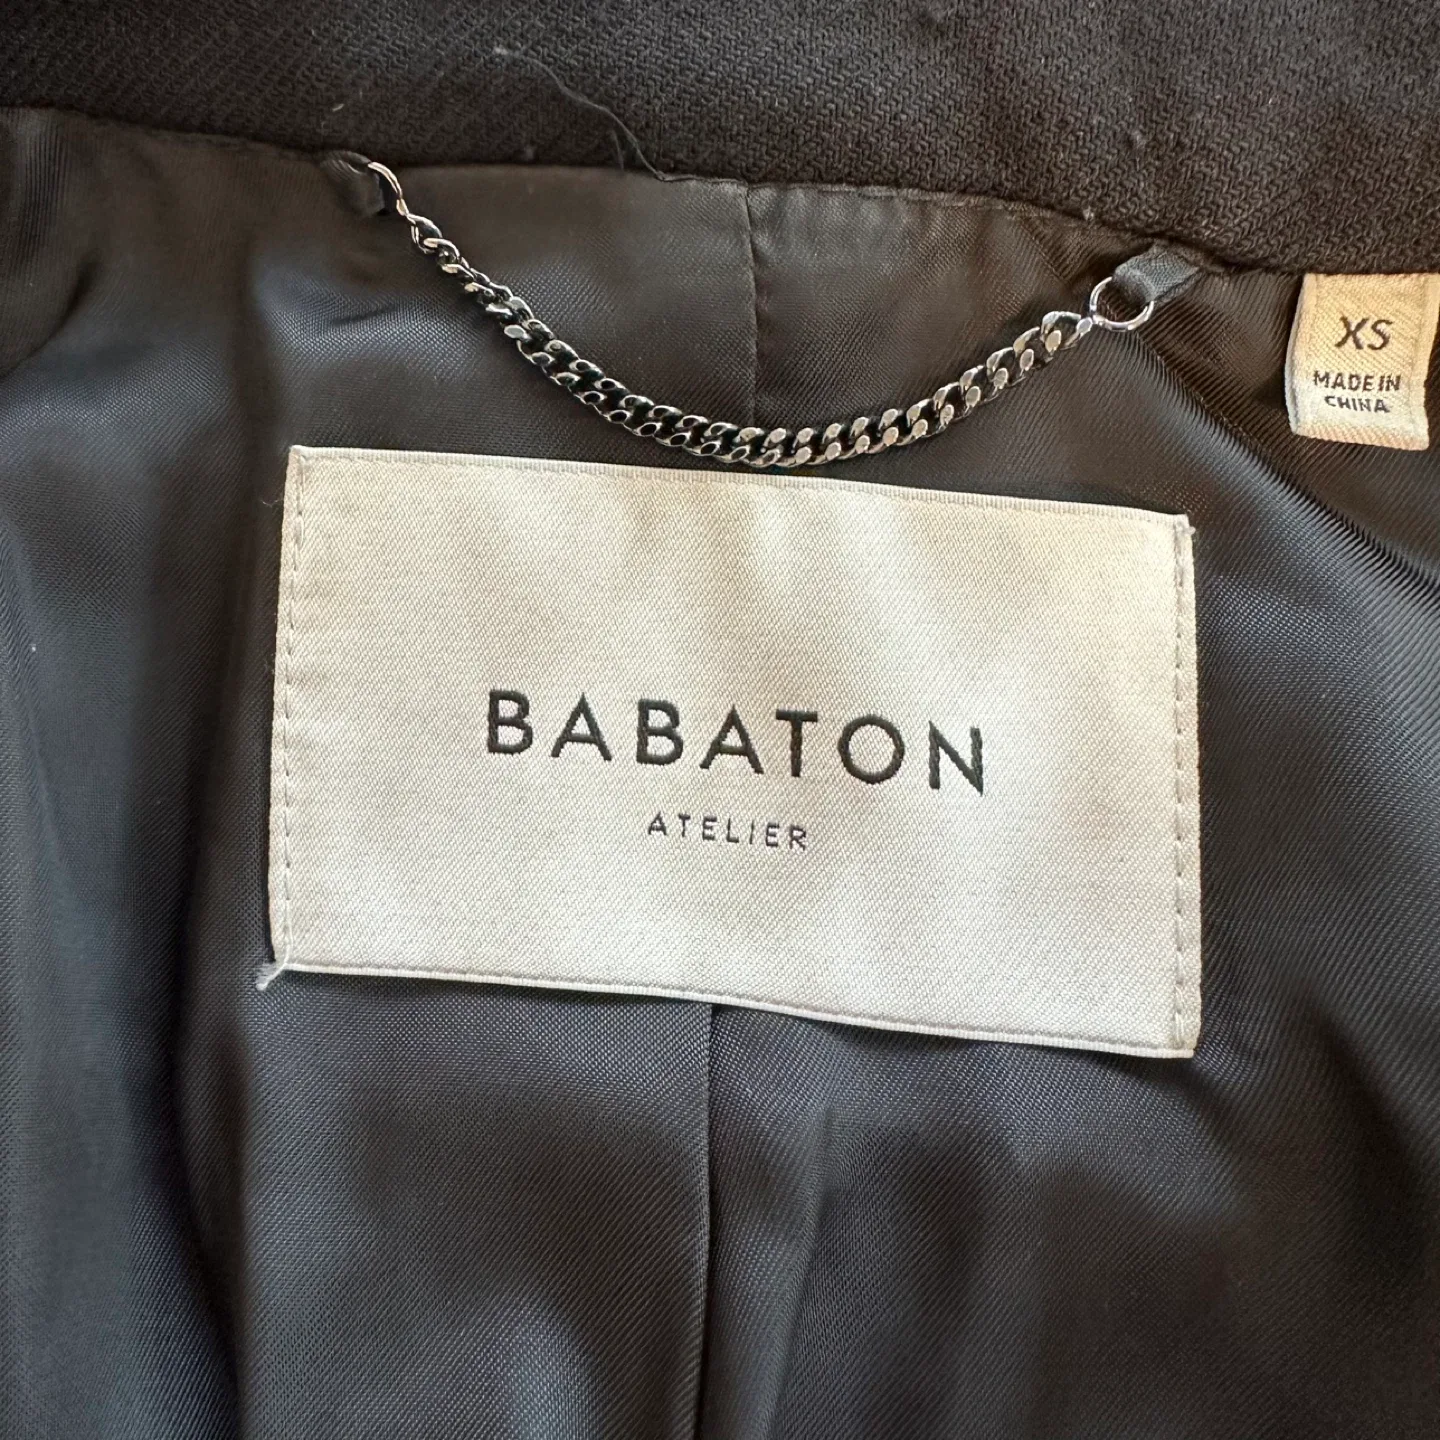 XS
MADE IN
CHINA
BABATON
ATELIER